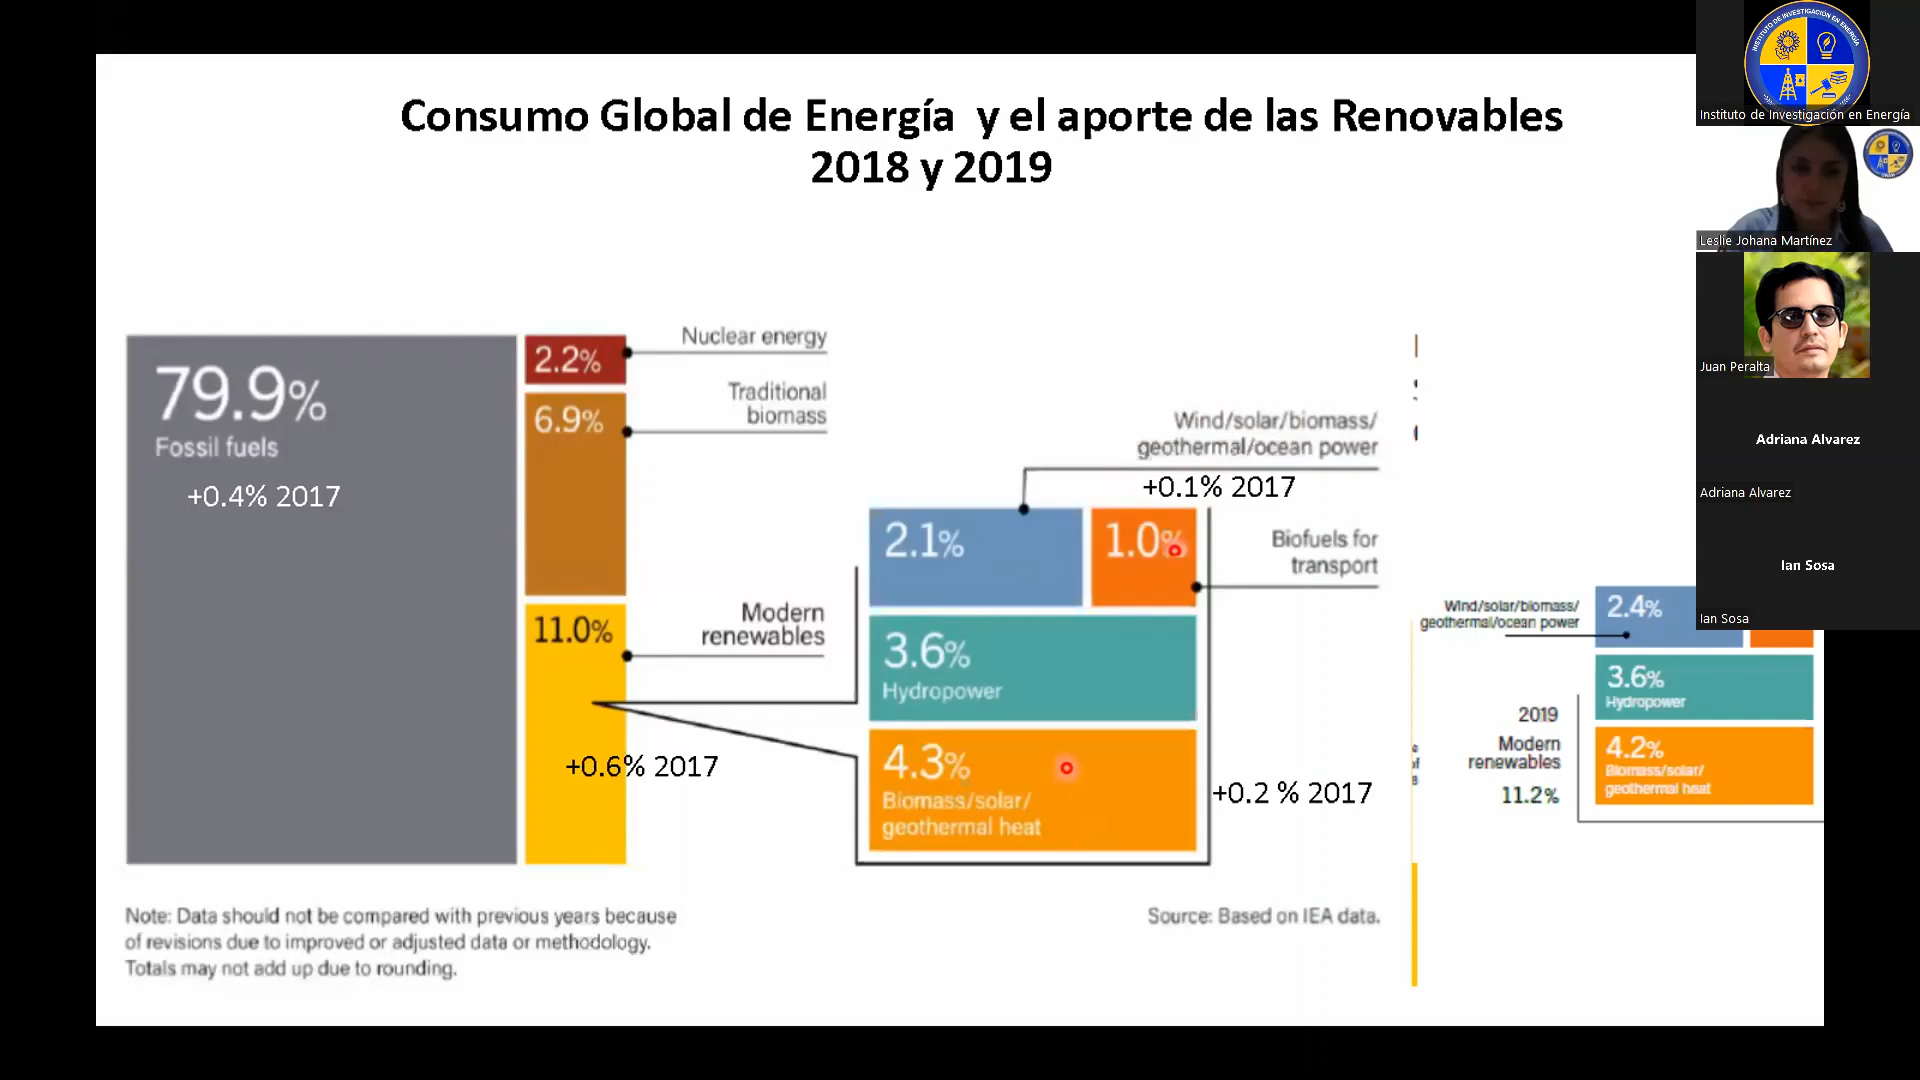 Consumo Global de Energía y el aporte de las Renovables
2018 y 2019
79.9%
Fossil fuels
+0.4% 2017
2.2%
6.9%
11.0%
Nuclear energy
Traditional
biomass
Modern
renewables
+0.6% 2017
Wind/solar/biomass/
geothermal/ocean power
+0.1% 2017
2.1%
1.0%
Biofuels for
transport
3.6%
Hydropower
4.3%
Biomass/solar/
geothermal heat
+0.2 % 2017
Note: Data should not be compared with previous years because
of revisions due to improved or adjusted data or methodology.
Totals may not add up due to rounding.
Source: Based on IEA data.
Wind/solar/biomass/
geothermal/ocean power
2.4%
3.6%
Hydropower
2019
Modern
renewables
11.2%
4.2%
Biomass/solar/
geothermal heat
INSTITUTO DE INVESTIGACIÓN EN ENERGÍA
Instituto de Investigación en Energía
Leslie Johana Martínez
Juan Peralta
Adriana Alvarez
Adriana Alvarez
Ian Sosa
Ian Sosa